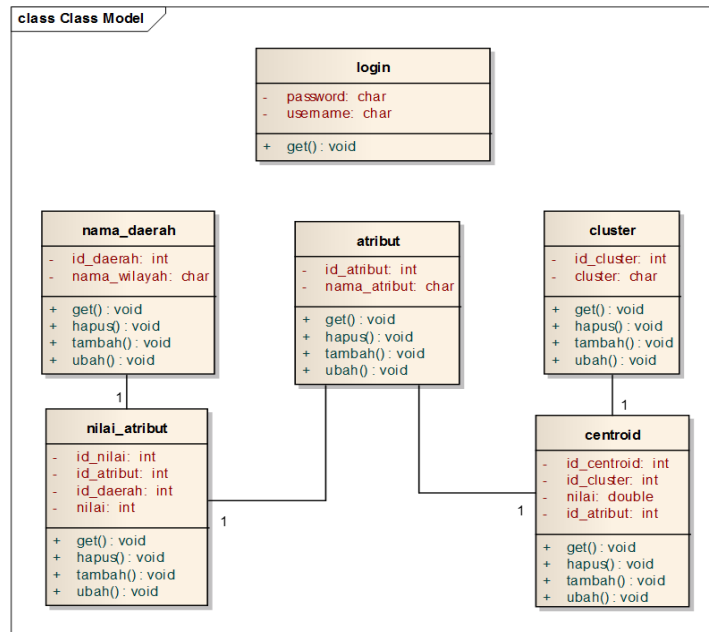 class Class Model
login
- password: char
- username: char
+ get() : void
nama_daerah
- id_daerah: int
- nama_wilayah: char
+ get() : void
+ hapus() : void
+ tambah() : void
+ ubah() : void
atribut
- id_atribut: int
- nama_atribut: char
+ get() : void
+ hapus() : void
+ tambah() : void
+ ubah() : void
cluster
- id_cluster: int
- cluster: char
+ get() : void
+ hapus() : void
+ tambah() : void
+ ubah() : void
1
1
nilai_atribut
- id_nilai: int
- id_atribut: int
- id_daerah: int
- nilai: int
+ get() : void
+ hapus() : void
+ tambah() : void
+ ubah() : void
1
1
centroid
- id_centroid: int
- id_cluster: int
- nilai: double
- id_atribut: int
+ get() : void
+ hapus() : void
+ tambah() : void
+ ubah() : void